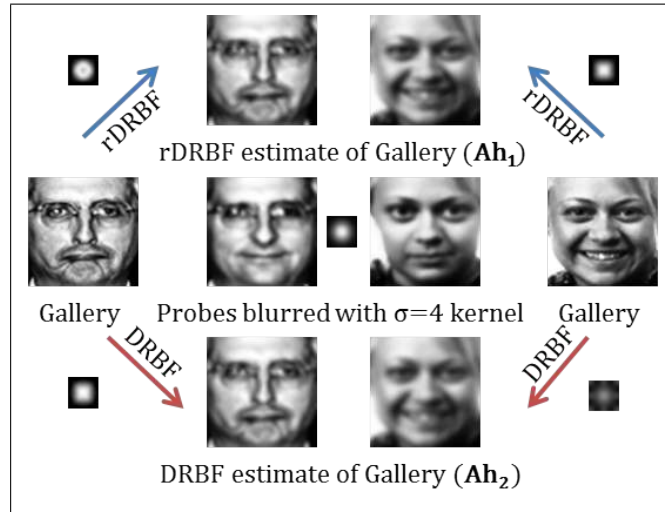 rDRBF
rDRBF
rDRBF estimate of Gallery (Ah₁)
Gallery
Probes blurred with σ=4 kernel
Gallery
DRBF
DRBF
DRBF estimate of Gallery (Ah₂)